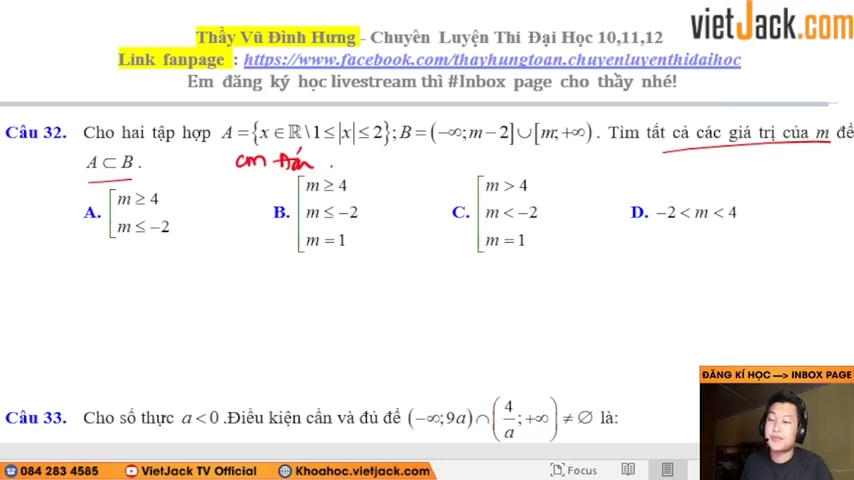 vietJack.com
Thầy Vũ Đình Hưng - Chuyên Luyện Thi Đại Học 10,11,12
Link fanpage : https://www.facebook.com/thayhungtoan.chuyenluyenthidaihoc
Em đăng ký học livestream thì #Inbox page cho thầy nhé!
Câu 32. Cho hai tập hợp A = {x ∈ ℝ \ 1 ≤ |x| ≤ 2}; B = (−∞; m − 2] ∪ [m; +∞). Tìm tất cả các giá trị của m để
A ⊂ B.
A. [m ≥ 4 m ≤ −2 B. [m ≥ 4 m ≤ −2 m = 1 C. [m > 4 m < −2 m = 1 D. −2 < m < 4
Câu 33. Cho số thực a < 0 .Điều kiện cần và đủ để (−∞; 9a) ∩ (4/a; +∞) ≠ ∅ là:
ĐĂNG KÍ HỌC —> INBOX PAGE
084 283 4585 VietJack TV Official Khoahoc.vietjack.com
Focus